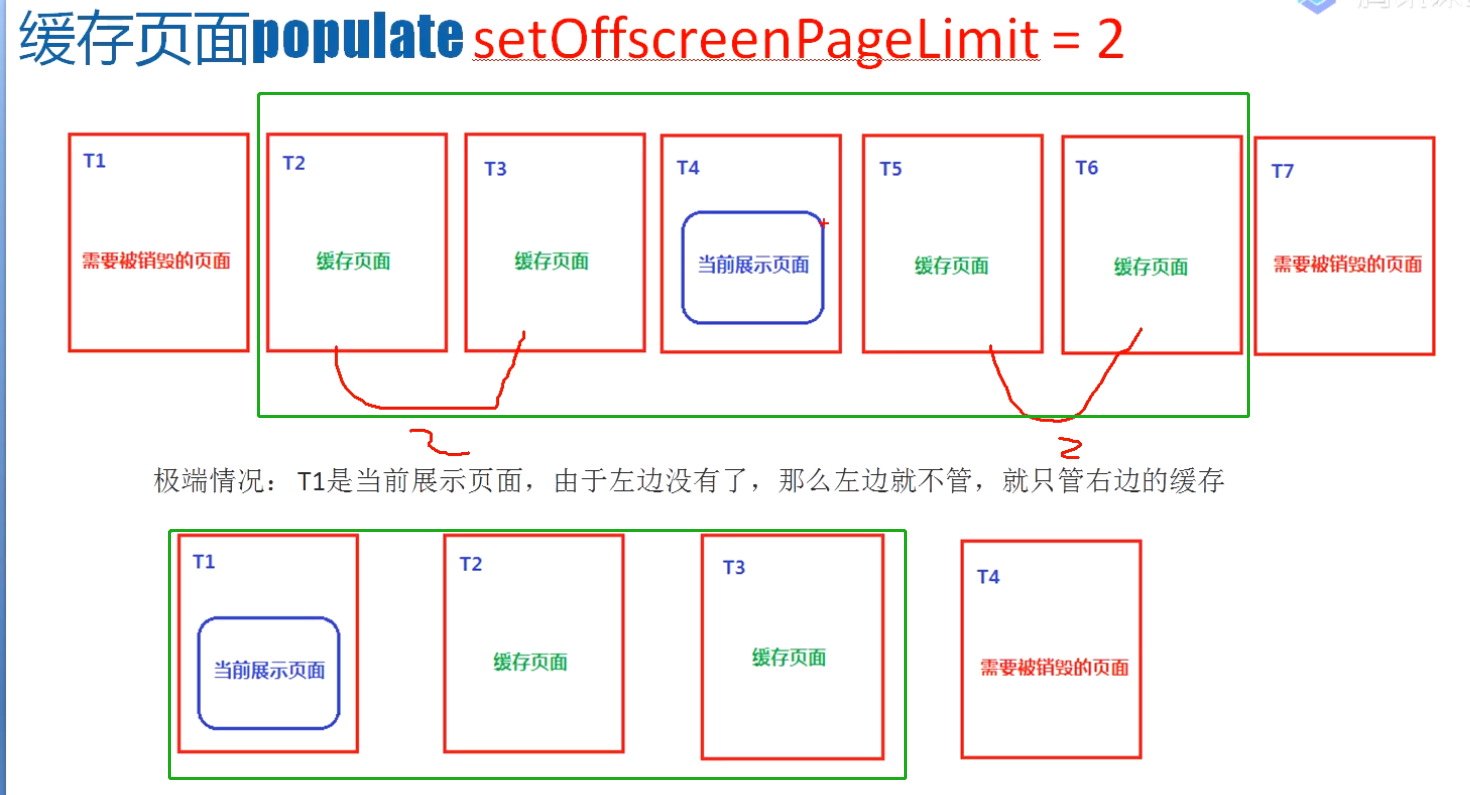 缓存页面populate setOffscreenPageLimit = 2
T1
需要被销毁的页面
T2
缓存页面
T3
缓存页面
T4
当前展示页面
T5
缓存页面
T6
缓存页面
T7
需要被销毁的页面
2
2
极端情况：T1是当前展示页面，由于左边没有了，那么左边就不管，就只管右边的缓存
T1
当前展示页面
T2
缓存页面
T3
缓存页面
T4
需要被销毁的页面